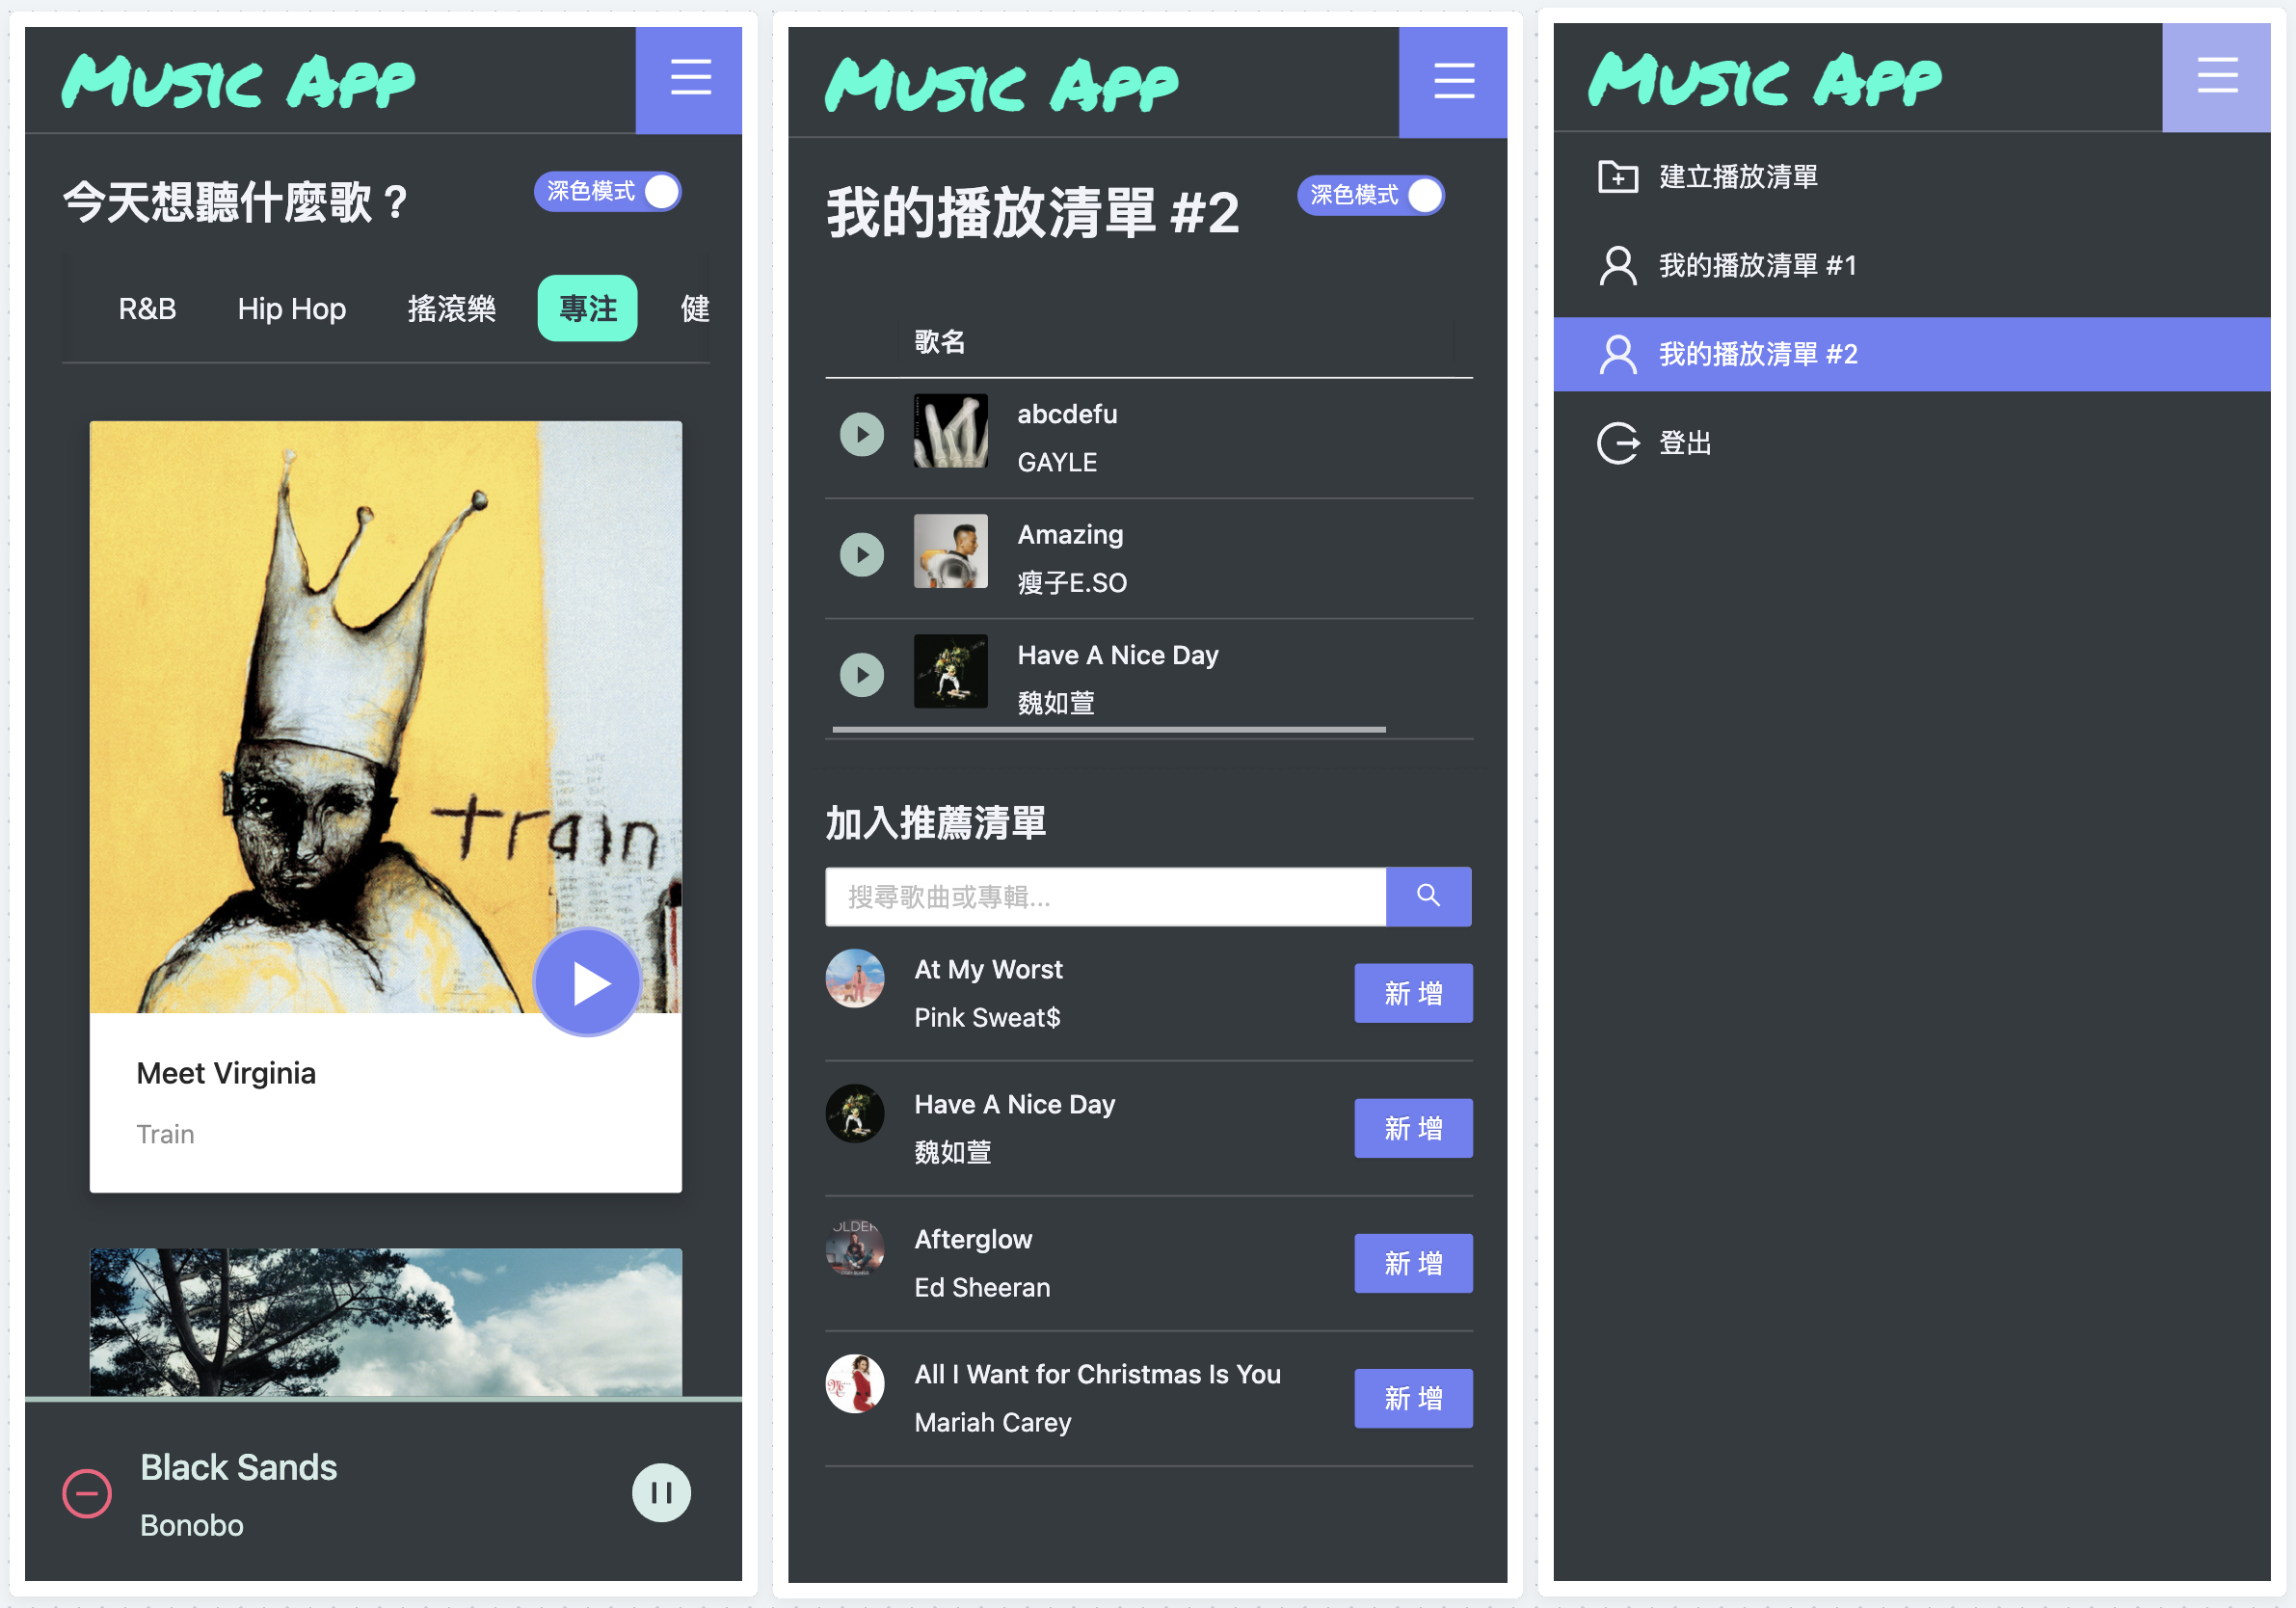 Music App
今天想聽什麼歌？
深色模式
R&B Hip Hop 搖滾樂 專注 健
train
Meet Virginia
Train
Black Sands
Bonobo
Music App
我的播放清單 #2
深色模式
歌名
abcdefu
GAYLE
Amazing
瘦子E.SO
Have A Nice Day
魏如萱
加入推薦清單
搜尋歌曲或專輯...
At My Worst
Pink Sweat$
新增
Have A Nice Day
魏如萱
新增
OLDER
Afterglow
Ed Sheeran
新增
All I Want for Christmas Is You
Mariah Carey
新增
Music App
建立播放清單
我的播放清單 #1
我的播放清單 #2
登出